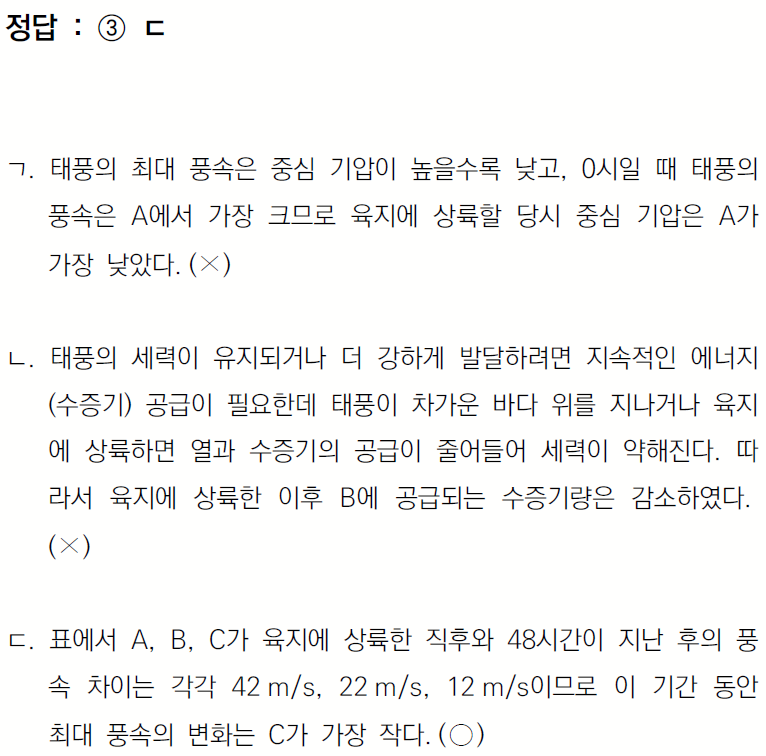 정답 : ③ ㄷ
ㄱ. 태풍의 최대 풍속은 중심 기압이 높을수록 낮고, 0시일 때 태풍의
풍속은 A에서 가장 크므로 육지에 상륙할 당시 중심 기압은 A가
가장 낮았다. (×)
ㄴ. 태풍의 세력이 유지되거나 더 강하게 발달하려면 지속적인 에너지
(수증기) 공급이 필요한데 태풍이 차가운 바다 위를 지나거나 육지
에 상륙하면 열과 수증기의 공급이 줄어들어 세력이 약해진다. 따
라서 육지에 상륙한 이후 B에 공급되는 수증기량은 감소하였다.
(×)
ㄷ. 표에서 A, B, C가 육지에 상륙한 직후와 48시간이 지난 후의 풍
속 차이는 각각 42 m/s, 22 m/s, 12 m/s이므로 이 기간 동안
최대 풍속의 변화는 C가 가장 작다. (○)